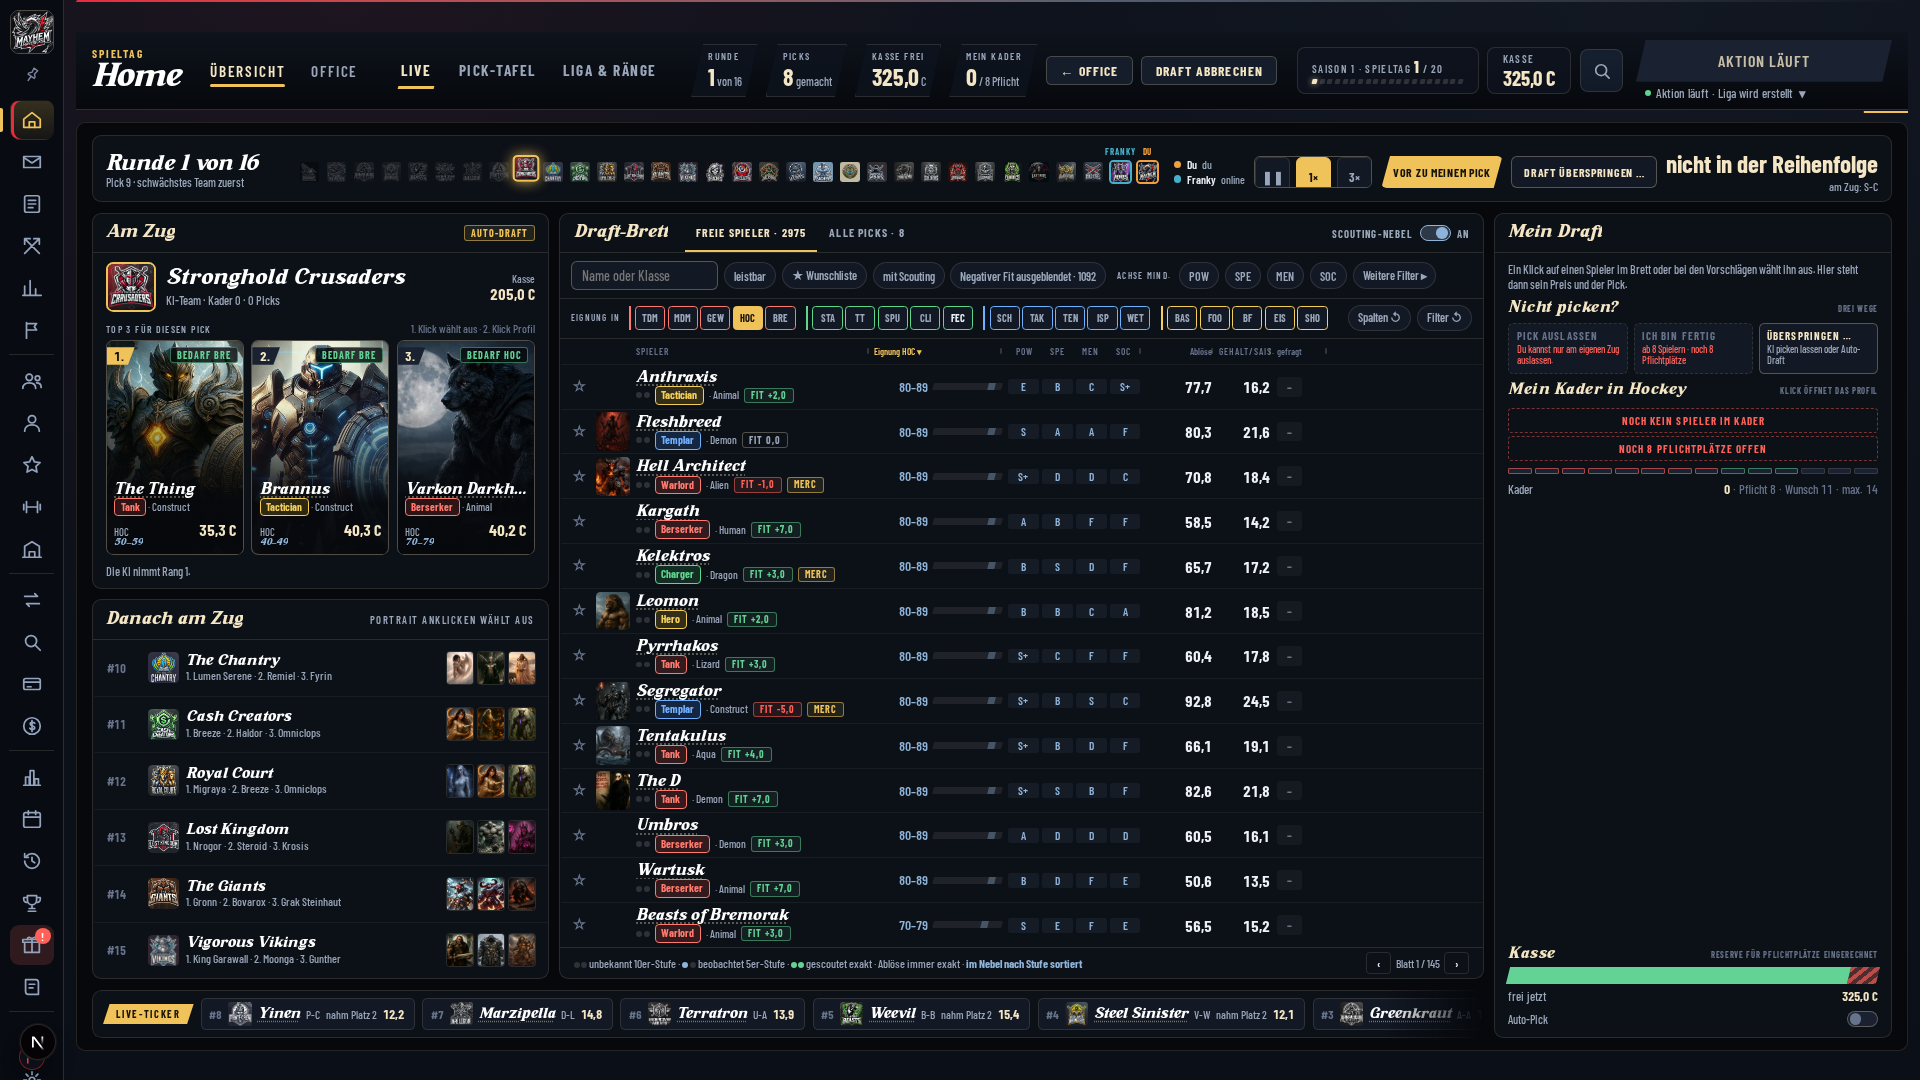 SPIELTAG
Home
ÜBERSICHT
OFFICE
LIVE
PICK-TAFEL
LIGA & RÄNGE
RUNDE
1 von 16
PICKS
8 gemacht
KASSE FREI
325,0 C
MEIN KADER
0 / 8 Pflicht
← OFFICE
DRAFT ABBRECHEN
SAISON 1 · SPIELTAG 1 / 20
KASSE
325,0 C
AKTION LÄUFT
Aktion läuft · Liga wird erstellt ▼
Runde 1 von 16
Pick 9 · schwächstes Team zuerst
FRANKY DU
Du du
Franky online
1×
3×
VOR ZU MEINEM PICK
DRAFT ÜBERSPRINGEN ...
nicht in der Reihenfolge
am Zug: S-C
Am Zug
AUTO-DRAFT
Stronghold Crusaders
KI-Team · Kader 0 · 0 Picks
Kasse
205,0 C
TOP 3 FÜR DIESEN PICK
1. Klick wählt aus · 2. Klick Profil
1.
BEDARF BRE
The Thing
Tank · Construct
HOC
50–59
35,3 C
2.
BEDARF BRE
Brannus
Tactician · Construct
HOC
40–49
40,3 C
3.
BEDARF HOC
Varkon Darkh...
Berserker · Animal
HOC
70–79
40,2 C
Die KI nimmt Rang 1.
Danach am Zug
PORTRAIT ANKLICKEN WÄHLT AUS
#10
The Chantry
1. Lumen Serene · 2. Remiel · 3. Fyrin
#11
Cash Creators
1. Breeze · 2. Haldor · 3. Omniclops
#12
Royal Court
1. Migraya · 2. Breeze · 3. Omniclops
#13
Lost Kingdom
1. Nrogor · 2. Steroid · 3. Krosis
#14
The Giants
1. Gronn · 2. Bovarox · 3. Grak Steinhaut
#15
Vigorous Vikings
1. King Garawall · 2. Moonga · 3. Gunther
Draft-Brett
FREIE SPIELER · 2975
ALLE PICKS · 8
SCOUTING-NEBEL
AN
Name oder Klasse
leistbar
★ Wunschliste
mit Scouting
Negativer Fit ausgeblendet · 1092
ACHSE MIND.
POW
SPE
MEN
SOC
Weitere Filter ▸
EIGNUNG IN
TDM
MDM
GEW
HOC
BRE
STA
TT
SPU
CLI
FEC
SCH
TAK
TEN
ISP
WET
BAS
FOO
BF
EIS
SHO
Spalten ↺
Filter ↺
SPIELER
Eignung HOC ▾
POW
SPE
MEN
SOC
Ablöse
GEHALT/SAIS
gefragt
Anthraxis
Tactician · Animal FIT +2,0
80–89 E B C S+ 77,7 16,2 –
Fleshbreed
Templar · Demon FIT 0,0
80–89 S A A F 80,3 21,6 –
Hell Architect
Warlord · Alien FIT -1,0 MERC
80–89 S+ D D C 70,8 18,4 –
Kargath
Berserker · Human FIT +7,0
80–89 A B F F 58,5 14,2 –
Kelektros
Charger · Dragon FIT +3,0 MERC
80–89 B S D F 65,7 17,2 –
Leomon
Hero · Animal FIT +2,0
80–89 B B C A 81,2 18,5 –
Pyrrhakos
Tank · Lizard FIT +3,0
80–89 S+ C F F 60,4 17,8 –
Segregator
Templar · Construct FIT -5,0 MERC
80–89 S+ B S C 92,8 24,5 –
Tentakulus
Tank · Aqua FIT +4,0
80–89 S+ B D F 66,1 19,1 –
The D
Tank · Demon FIT +7,0
80–89 S+ S B F 82,6 21,8 –
Umbros
Berserker · Demon FIT +3,0
80–89 A D D D 60,5 16,1 –
Wartusk
Berserker · Animal FIT +7,0
80–89 B D F E 50,6 13,5 –
Beasts of Bremorak
Warlord · Animal FIT +3,0
70–79 S E F E 56,5 15,2 –
unbekannt 10er-Stufe · beobachtet 5er-Stufe · gescoutet exakt · Ablöse immer exakt · im Nebel nach Stufe sortiert
‹ Blatt 1 / 145 ›
Mein Draft
Ein Klick auf einen Spieler im Brett oder bei den Vorschlägen wählt ihn aus. Hier steht
dann sein Preis und der Pick.
Nicht picken?
DREI WEGE
PICK AUSLASSEN
Du kannst nur am eigenen Zug
auslassen.
ICH BIN FERTIG
ab 8 Spielern · noch 8
Pflichtplätze
ÜBERSPRINGEN ...
KI picken lassen oder Auto-
Draft
Mein Kader in Hockey
KLICK ÖFFNET DAS PROFIL
NOCH KEIN SPIELER IM KADER
NOCH 8 PFLICHTPLÄTZE OFFEN
Kader
0 · Pflicht 8 · Wunsch 11 · max. 14
Kasse
RESERVE FÜR PFLICHTPLÄTZE EINGERECHNET
frei jetzt
325,0 C
Auto-Pick
LIVE-TICKER
#8 Yinen P-C nahm Platz 2 12,2
#7 Marzipella D-L 14,8
#6 Terratron U-A 13,9
#5 Weevil B-B nahm Platz 2 15,4
#4 Steel Sinister V-W nahm Platz 2 12,1
#3 Greenkraut
N